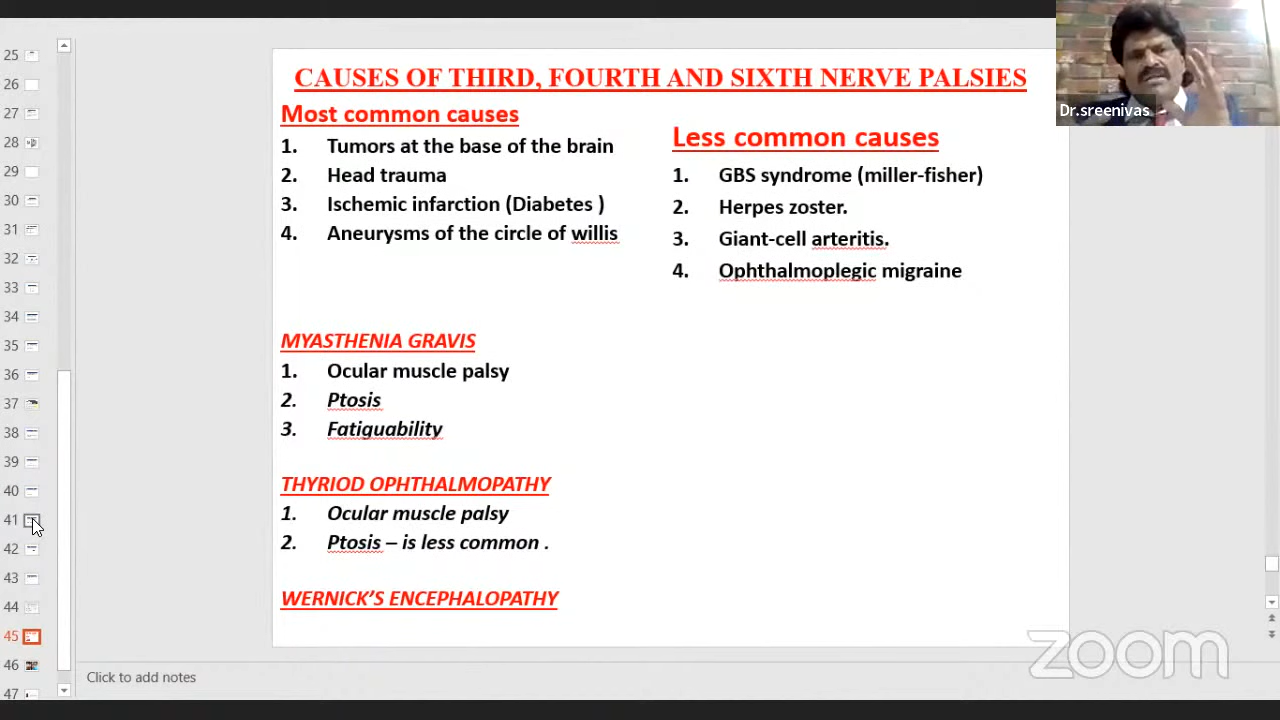 25
26
27
28
29
30
31
32
33
34
35
36
37
38
39
40
41
42
43
44
45
46
47
CAUSES OF THIRD, FOURTH AND SIXTH NERVE PALSIES
Most common causes
1. Tumors at the base of the brain
2. Head trauma
3. Ischemic infarction (Diabetes )
4. Aneurysms of the circle of willis
Less common causes
1. GBS syndrome (miller-fisher)
2. Herpes zoster.
3. Giant-cell arteritis.
4. Ophthalmoplegic migraine
MYASTHENIA GRAVIS
1. Ocular muscle palsy
2. Ptosis
3. Fatiguability
THYRIOD OPHTHALMOPATHY
1. Ocular muscle palsy
2. Ptosis – is less common .
WERNICK'S ENCEPHALOPATHY
Dr.sreenivas
zoom
Click to add notes